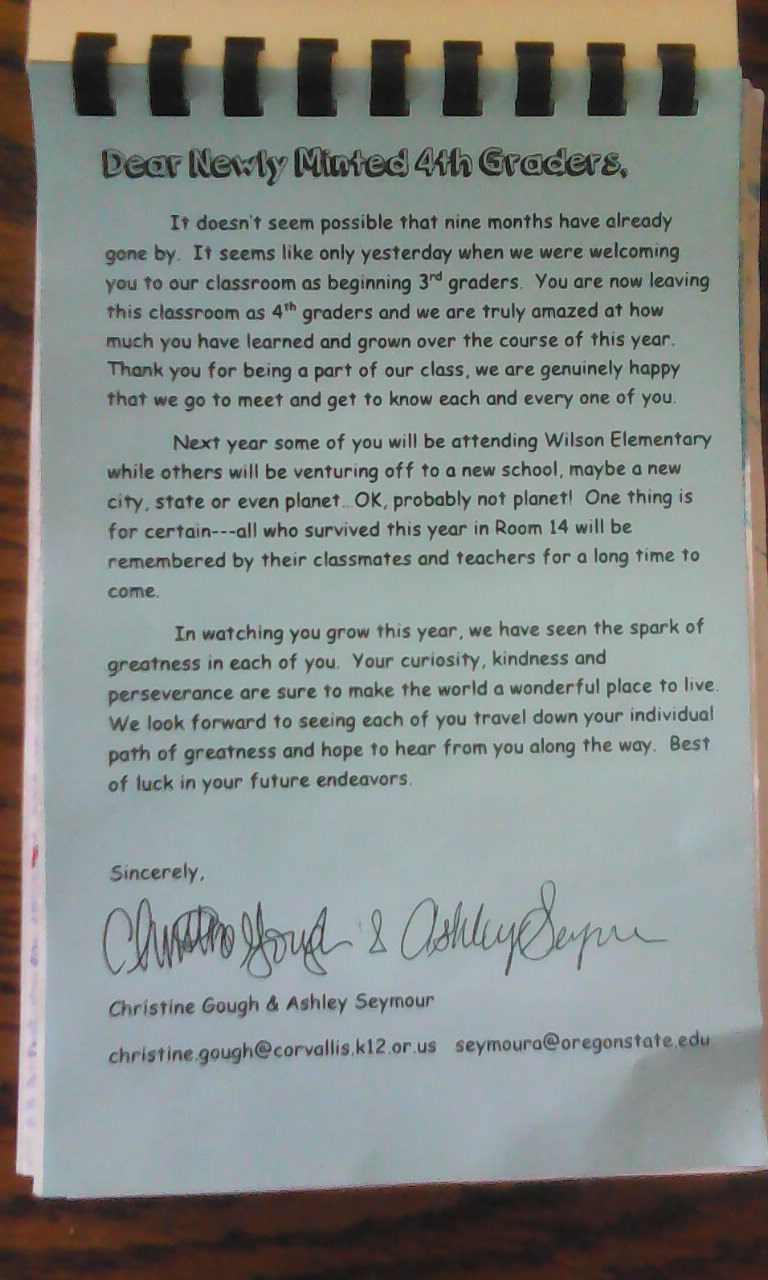 Dear Newly Minted 4th Graders,
It doesn't seem possible that nine months have already
gone by. It seems like only yesterday when we were welcoming
you to our classroom as beginning 3rd graders. You are now leaving
this classroom as 4th graders and we are truly amazed at how
much you have learned and grown over the course of this year.
Thank you for being a part of our class, we are genuinely happy
that we go to meet and get to know each and every one of you.
Next year some of you will be attending Wilson Elementary
while others will be venturing off to a new school, maybe a new
city, state or even planet...OK, probably not planet! One thing is
for certain---all who survived this year in Room 14 will be
remembered by their classmates and teachers for a long time to
come.
In watching you grow this year, we have seen the spark of
greatness in each of you. Your curiosity, kindness and
perseverance are sure to make the world a wonderful place to live.
We look forward to seeing each of you travel down your individual
path of greatness and hope to hear from you along the way. Best
of luck in your future endeavors.
Sincerely,
Christine Gough & Ashley Seymour
Christine Gough & Ashley Seymour
christine.gough@corvallis.k12.or.us seymoura@oregonstate.edu